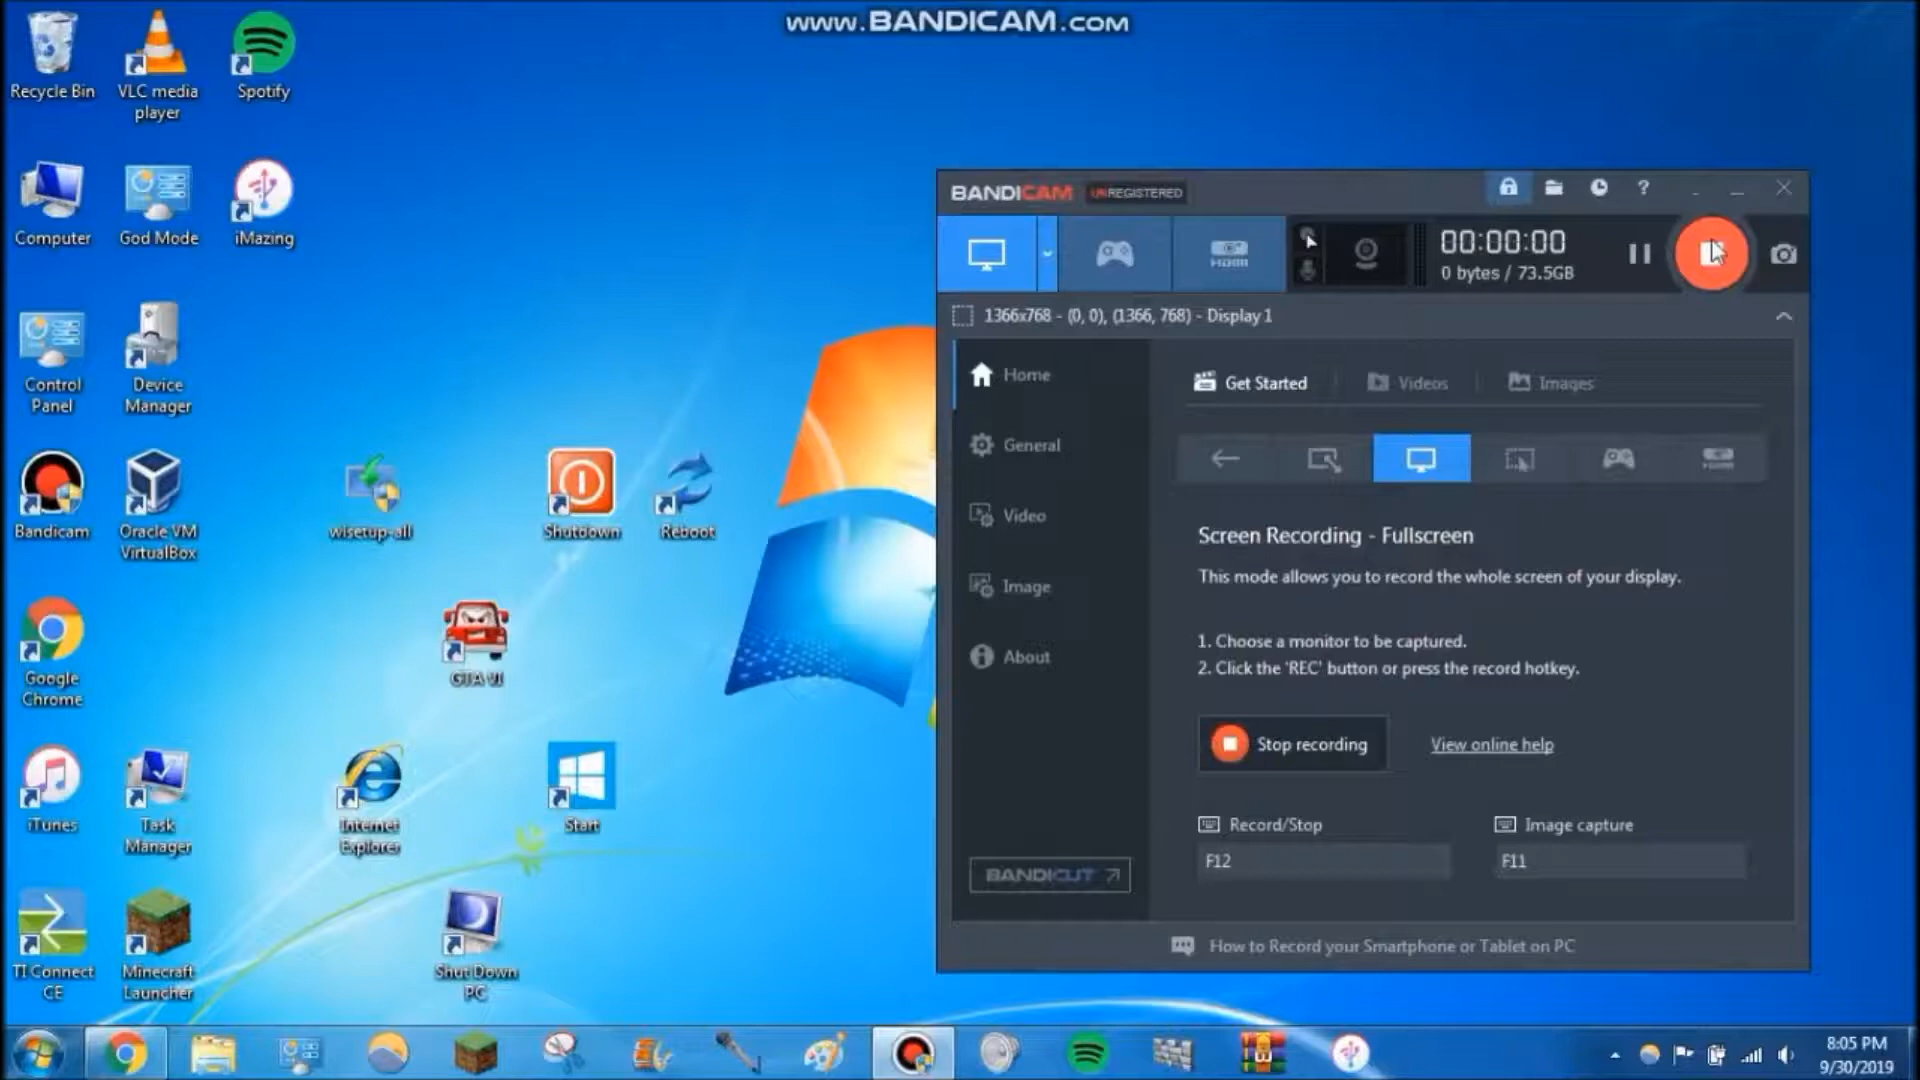 www.BANDICAM.com
Recycle Bin
VLC media
player
Spotify
Computer
God Mode
iMazing
Control
Panel
Device
Manager
Bandicam
Oracle VM
VirtualBox
wisetup-all
Shutdown
Reboot
Google
Chrome
GTA VI
iTunes
Task
Manager
Internet
Explorer
Start
TI Connect
CE
Minecraft
Launcher
Shut Down
PC
BANDICAM UNREGISTERED
?
HDMI
00:00:00
0 bytes / 73.5GB
1366x768 - (0, 0), (1366, 768) - Display 1
Home
General
Video
Image
About
BANDICUT
Get Started
Videos
Images
HDMI
Screen Recording - Fullscreen
This mode allows you to record the whole screen of your display.
1. Choose a monitor to be captured.
2. Click the 'REC' button or press the record hotkey.
Stop recording
View online help
Record/Stop
Image capture
F12
F11
How to Record your Smartphone or Tablet on PC
8:05 PM
9/30/2019